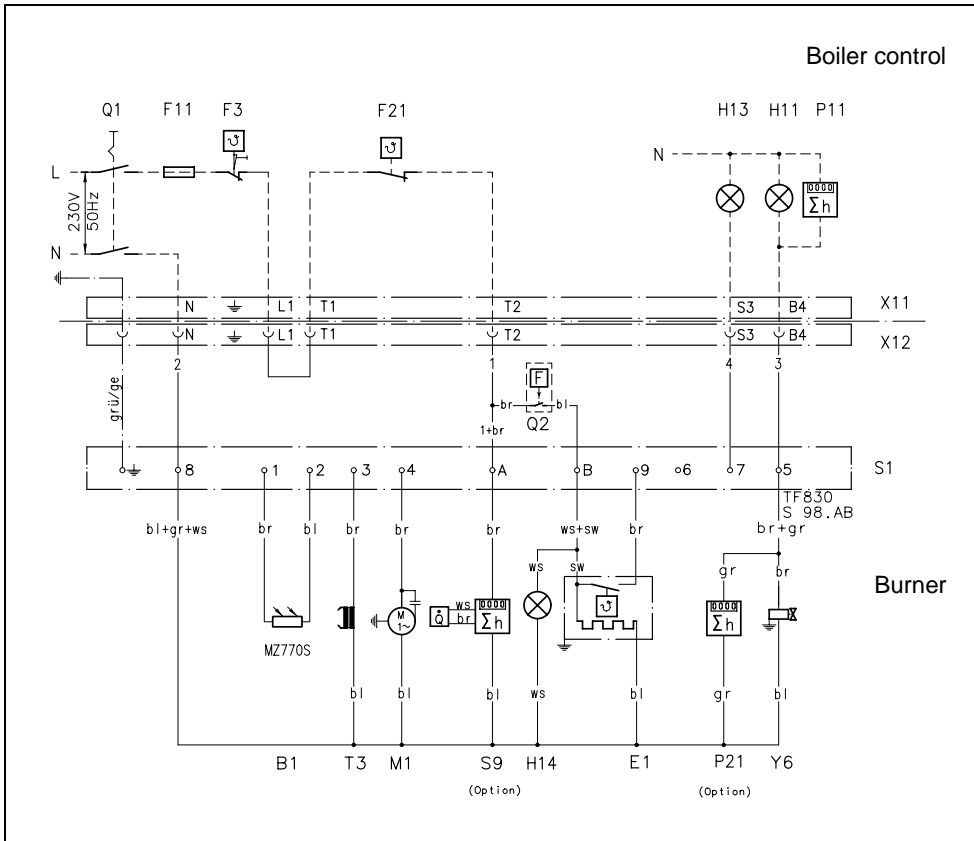 Boiler control
Q1 F11 F3 F21 H13 H11 P11
ϑ ϑ
N
L
0000
Σh
230V
50Hz
N
N L1 T1 T2 S3 B4 X11
N L1 T1 T2 S3 B4 X12
2 1 4 3
grü/ge
F
br bl
Q2
1+br
8 1 2 3 4 A B 9 6 7 5 S1
TF830
S 98.AB
bl+gr+ws br bl br br br ws+sw br br+gr
ws sw gr br
Burner
M
1~
Q
ws
br
0000
Σh
ϑ
0000
Σh
MZ770S
bl bl bl ws bl gr bl
B1 T3 M1 S9 H14 E1 P21 Y6
(Option) (Option)